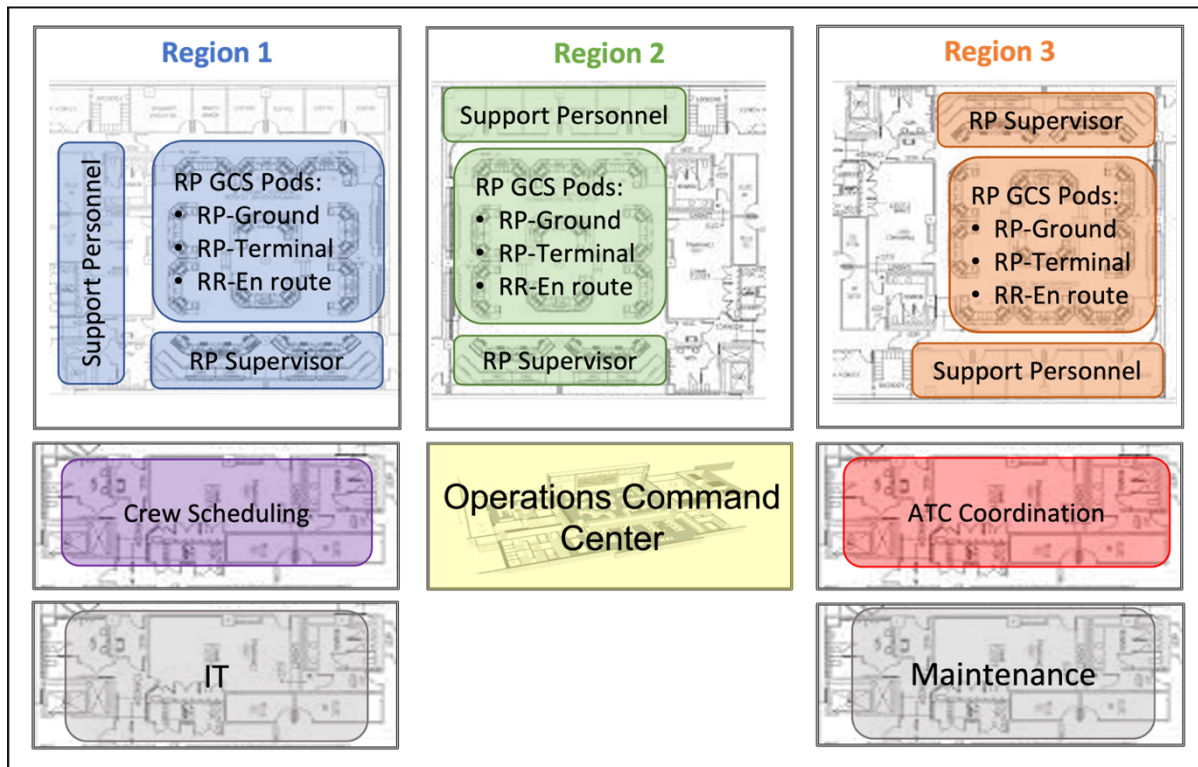 Region 1
Support Personnel
RP GCS Pods:
• RP-Ground
• RP-Terminal
• RR-En route
RP Supervisor
Region 2
Support Personnel
RP GCS Pods:
• RP-Ground
• RP-Terminal
• RR-En route
RP Supervisor
Region 3
RP Supervisor
RP GCS Pods:
• RP-Ground
• RP-Terminal
• RR-En route
Support Personnel
Crew Scheduling
Operations Command
Center
ATC Coordination
IT
Maintenance